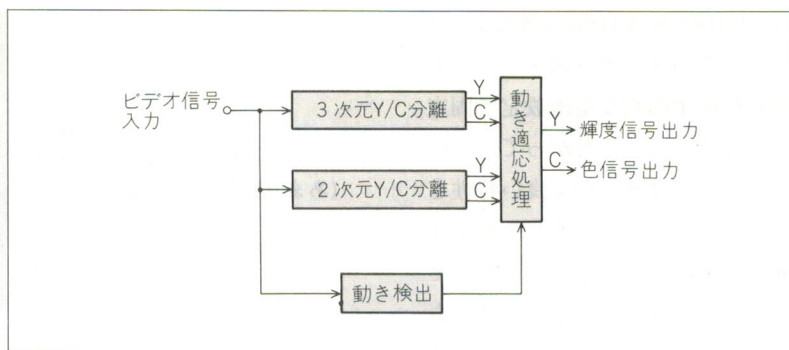 ビデオ信号
入力
3次元Y/C分離
Y
C
2次元Y/C分離
Y
C
動き適応処理
Y
輝度信号出力
C
色信号出力
動き検出